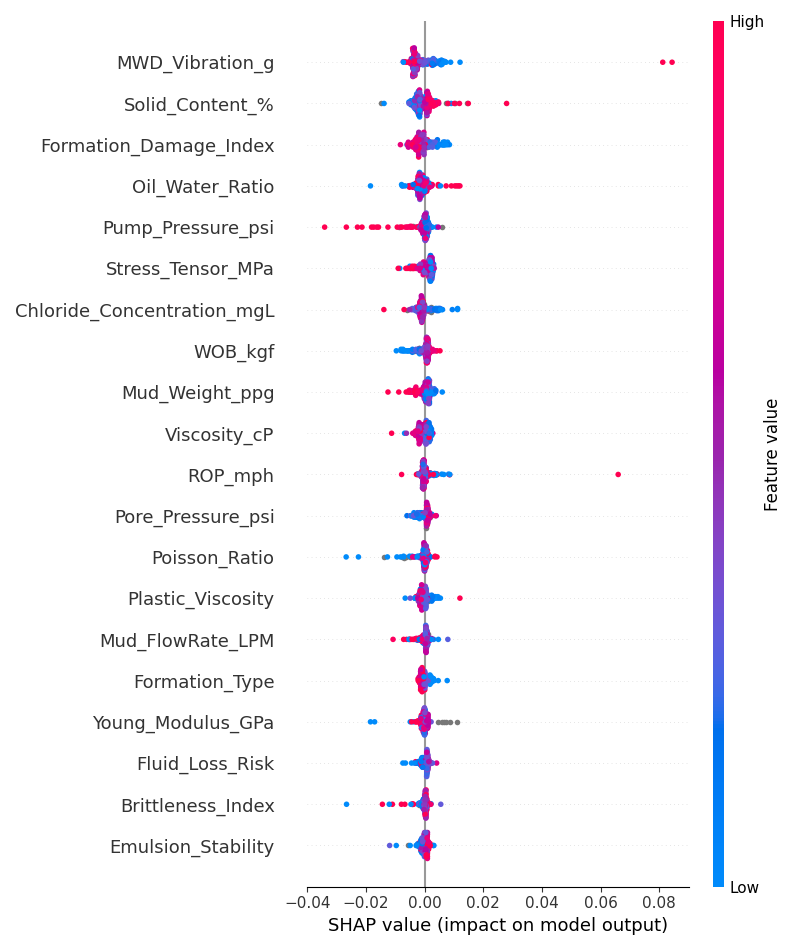 High
MWD_Vibration_g
Solid_Content_%
Formation_Damage_Index
Oil_Water_Ratio
Pump_Pressure_psi
Stress_Tensor_MPa
Chloride_Concentration_mgL
WOB_kgf
Mud_Weight_ppg
Viscosity_cP
ROP_mph
Pore_Pressure_psi
Poisson_Ratio
Plastic_Viscosity
Mud_FlowRate_LPM
Formation_Type
Young_Modulus_GPa
Fluid_Loss_Risk
Brittleness_Index
Emulsion_Stability
Feature value
Low
−0.04 −0.02 0.00 0.02 0.04 0.06 0.08
SHAP value (impact on model output)